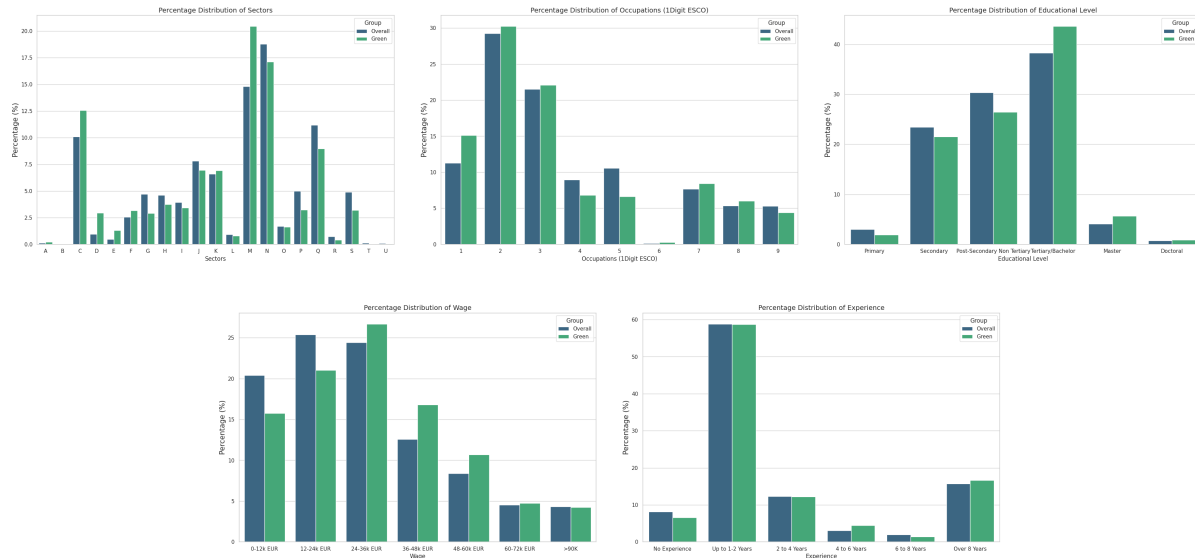 Percentage Distribution of Sectors
Group
Overall
Green
Percentage (%)
20.0
17.5
15.0
12.5
10.0
7.5
5.0
2.5
0.0
A B C D E F G H I J K L M N O P Q R S T U
Sectors
Percentage Distribution of Occupations (1Digit ESCO)
Group
Overall
Green
Percentage (%)
30
25
20
15
10
5
0
1 2 3 4 5 6 7 8 9
Occupations (1Digit ESCO)
Percentage Distribution of Educational Level
Group
Overall
Green
Percentage (%)
40
30
20
10
0
Primary Secondary Post-Secondary Non Tertiary Tertiary/Bachelor Master Doctoral
Educational Level
Percentage Distribution of Wage
Group
Overall
Green
Percentage (%)
25
20
15
10
5
0
0-12k EUR 12-24k EUR 24-36k EUR 36-48k EUR 48-60k EUR 60-72k EUR >90K
Wage
Percentage Distribution of Experience
Group
Overall
Green
Percentage (%)
60
50
40
30
20
10
0
No Experience Up to 1-2 Years 2 to 4 Years 4 to 6 Years 6 to 8 Years Over 8 Years
Experience